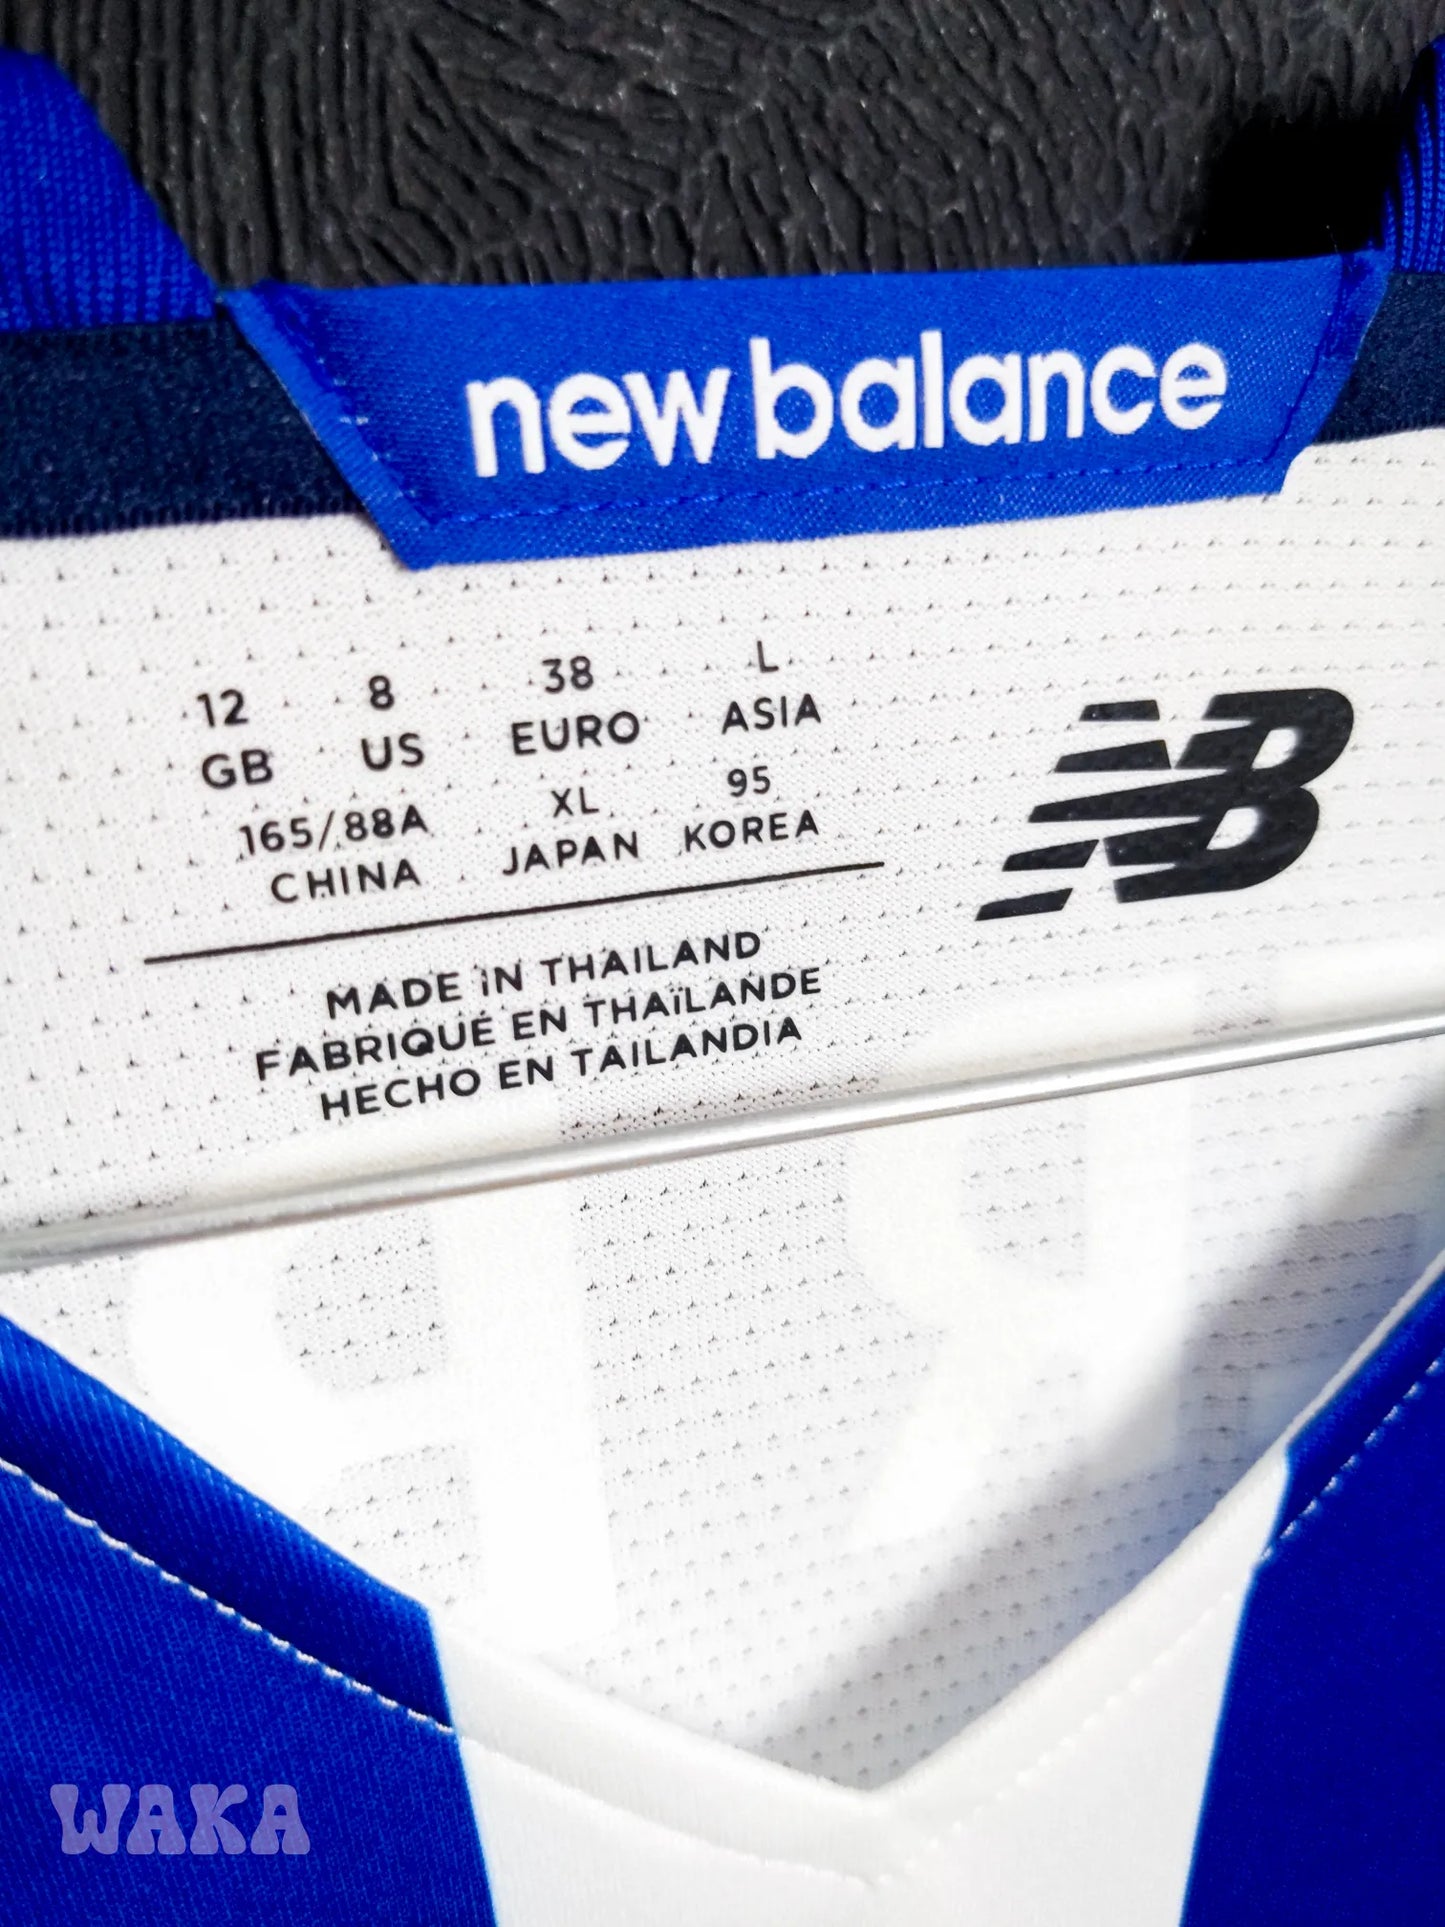 new balance
12 8 38 L
GB US EURO ASIA
165/88A XL 95
CHINA JAPAN KOREA
NB
MADE iN THAILAND
FABRIQUÉ EN THAïLANDE
HECHO EN TAILANDIA
WAKA